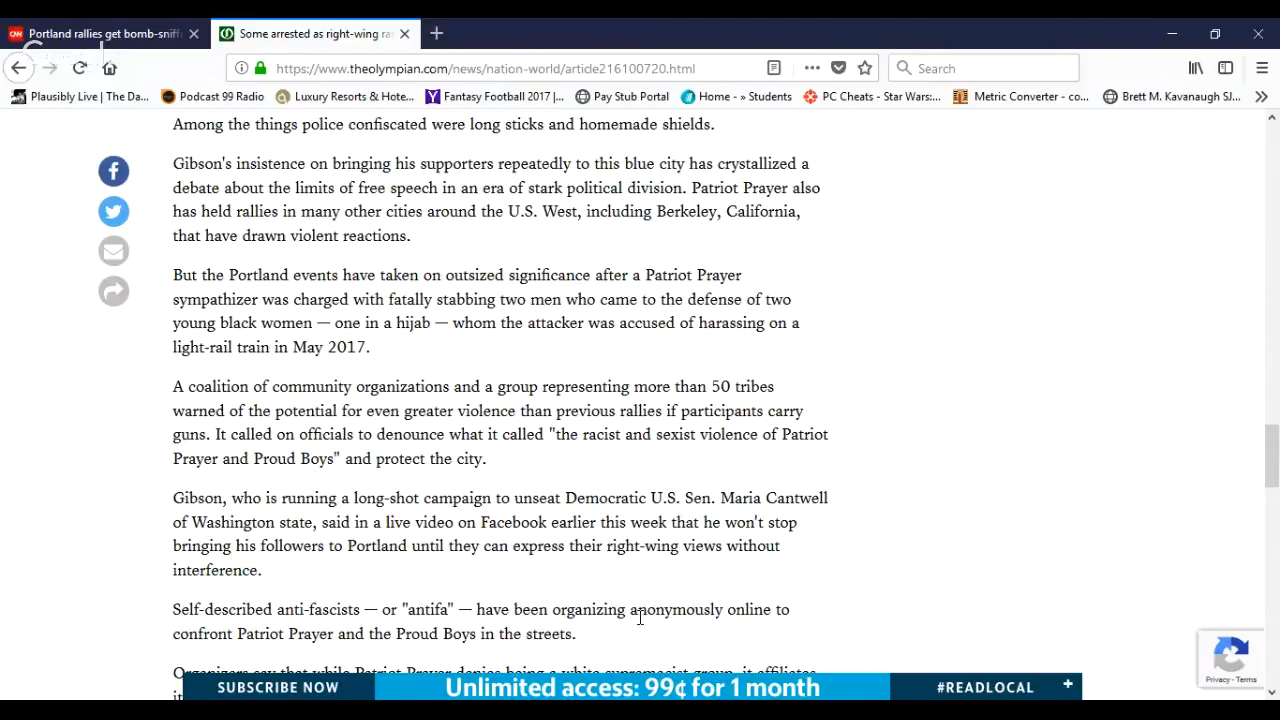 Portland rallies get bomb-sniff
Some arrested as right-wing ra
https://www.theolympian.com/news/nation-world/article216100720.html
Search
Plausibly Live | The Da...
Podcast 99 Radio
Luxury Resorts & Hote...
Fantasy Football 2017 |...
Pay Stub Portal
Home - » Students
PC Cheats - Star Wars:...
Metric Converter - co...
Brett M. Kavanaugh SJ...
Among the things police confiscated were long sticks and homemade shields.
Gibson's insistence on bringing his supporters repeatedly to this blue city has crystallized a
debate about the limits of free speech in an era of stark political division. Patriot Prayer also
has held rallies in many other cities around the U.S. West, including Berkeley, California,
that have drawn violent reactions.
But the Portland events have taken on outsized significance after a Patriot Prayer
sympathizer was charged with fatally stabbing two men who came to the defense of two
young black women — one in a hijab — whom the attacker was accused of harassing on a
light-rail train in May 2017.
A coalition of community organizations and a group representing more than 50 tribes
warned of the potential for even greater violence than previous rallies if participants carry
guns. It called on officials to denounce what it called "the racist and sexist violence of Patriot
Prayer and Proud Boys" and protect the city.
Gibson, who is running a long-shot campaign to unseat Democratic U.S. Sen. Maria Cantwell
of Washington state, said in a live video on Facebook earlier this week that he won't stop
bringing his followers to Portland until they can express their right-wing views without
interference.
Self-described anti-fascists — or "antifa" — have been organizing anonymously online to
confront Patriot Prayer and the Proud Boys in the streets.
Organizers say that while Patriot Prayer denies being a white supremacist group, it affiliates
SUBSCRIBE NOW
Unlimited access: 99¢ for 1 month
#READLOCAL
+
Privacy - Terms